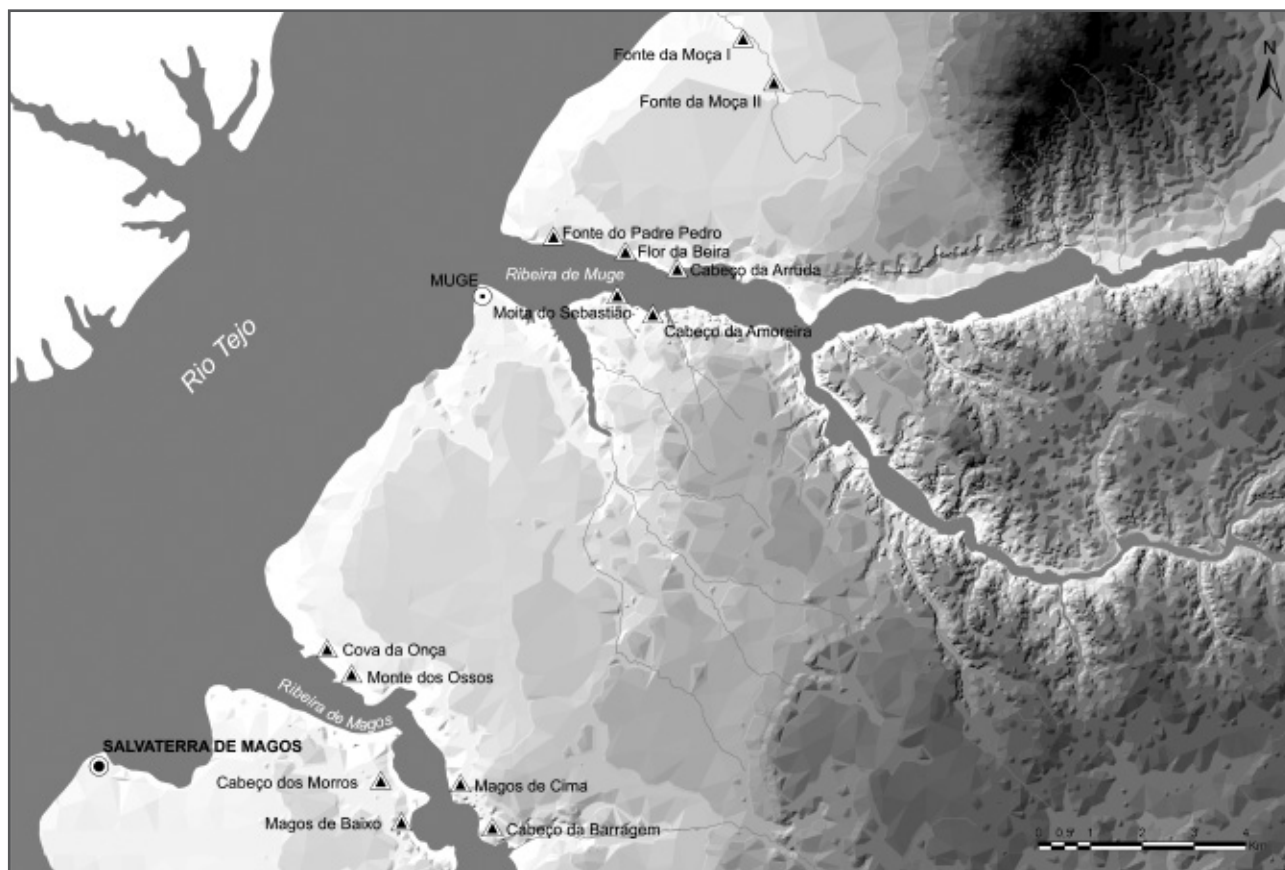 Fonte da Moça I
N
Fonte da Moça II
Fonte do Padre Pedro
Flor da Beira
Cabeço da Arruda
Ribeira de Muge
MUGE
Moita do Sebastião
Cabeço da Amoreira
Rio Tejo
Cova da Onça
Monte dos Ossos
Ribeira de Magos
SALVATERRA DE MAGOS
Cabeço dos Morros
Magos de Cima
Magos de Baixo
Cabeço da Barragem
0 0,5 1 2 3 4
Km